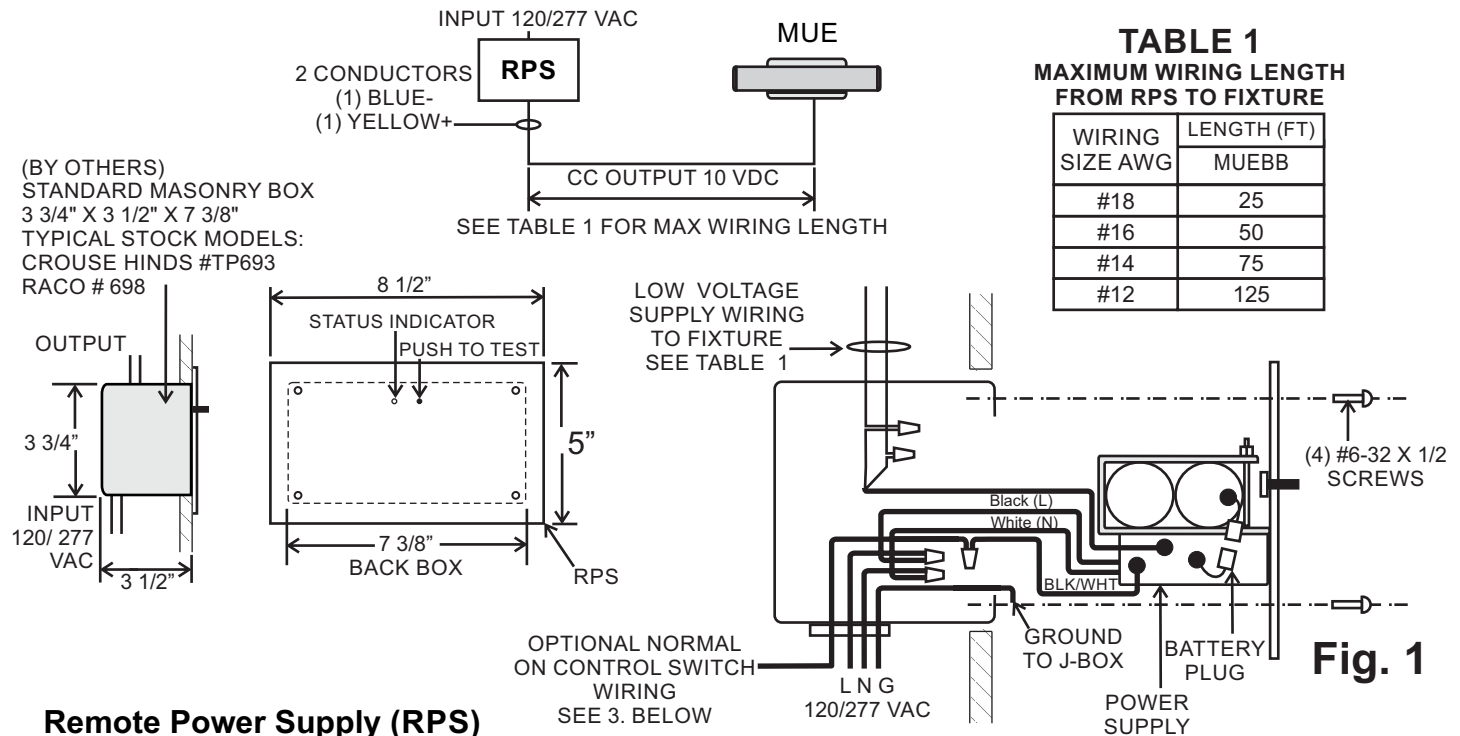 INPUT 120/277 VAC
RPS
MUE
2 CONDUCTORS
(1) BLUE-
(1) YELLOW+
CC OUTPUT 10 VDC
SEE TABLE 1 FOR MAX WIRING LENGTH
TABLE 1
MAXIMUM WIRING LENGTH
FROM RPS TO FIXTURE
WIRING SIZE AWG LENGTH (FT)
MUEBB
#18 25
#16 50
#14 75
#12 125
(BY OTHERS)
STANDARD MASONRY BOX
3 3/4" X 3 1/2" X 7 3/8"
TYPICAL STOCK MODELS:
CROUSE HINDS #TP693
RACO # 698
OUTPUT
3 3/4”
INPUT
120/ 277
VAC
3 1/2”
8 1/2”
STATUS INDICATOR
PUSH TO TEST
5”
7 3/8”
BACK BOX
RPS
LOW VOLTAGE
SUPPLY WIRING
TO FIXTURE
SEE TABLE 1
Black (L)
White (N)
BLK/WHT
(4) #6-32 X 1/2
SCREWS
OPTIONAL NORMAL
ON CONTROL SWITCH
WIRING
SEE 3. BELOW
L N G
120/277 VAC
GROUND
TO J-BOX
BATTERY
PLUG
POWER
SUPPLY
Fig. 1
Remote Power Supply (RPS)